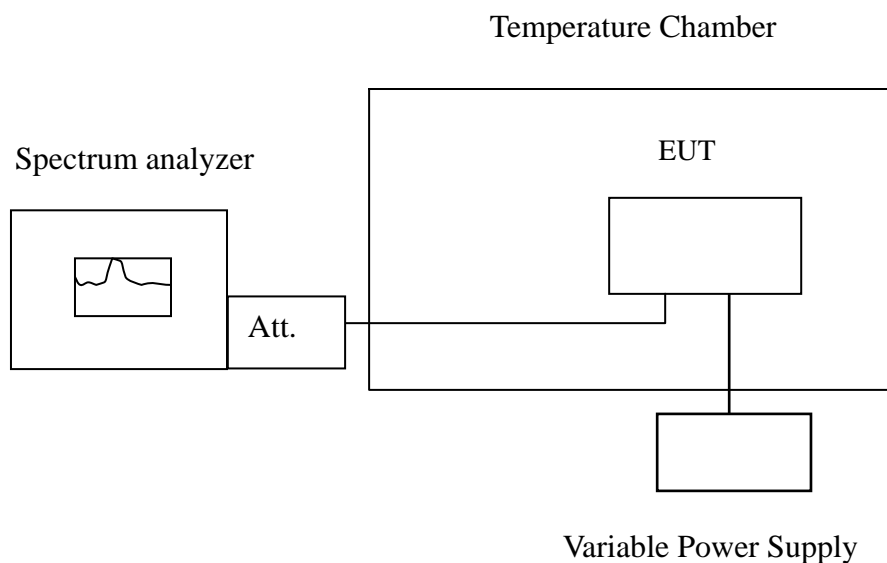 Temperature Chamber
Spectrum analyzer
EUT
Att.
Variable Power Supply